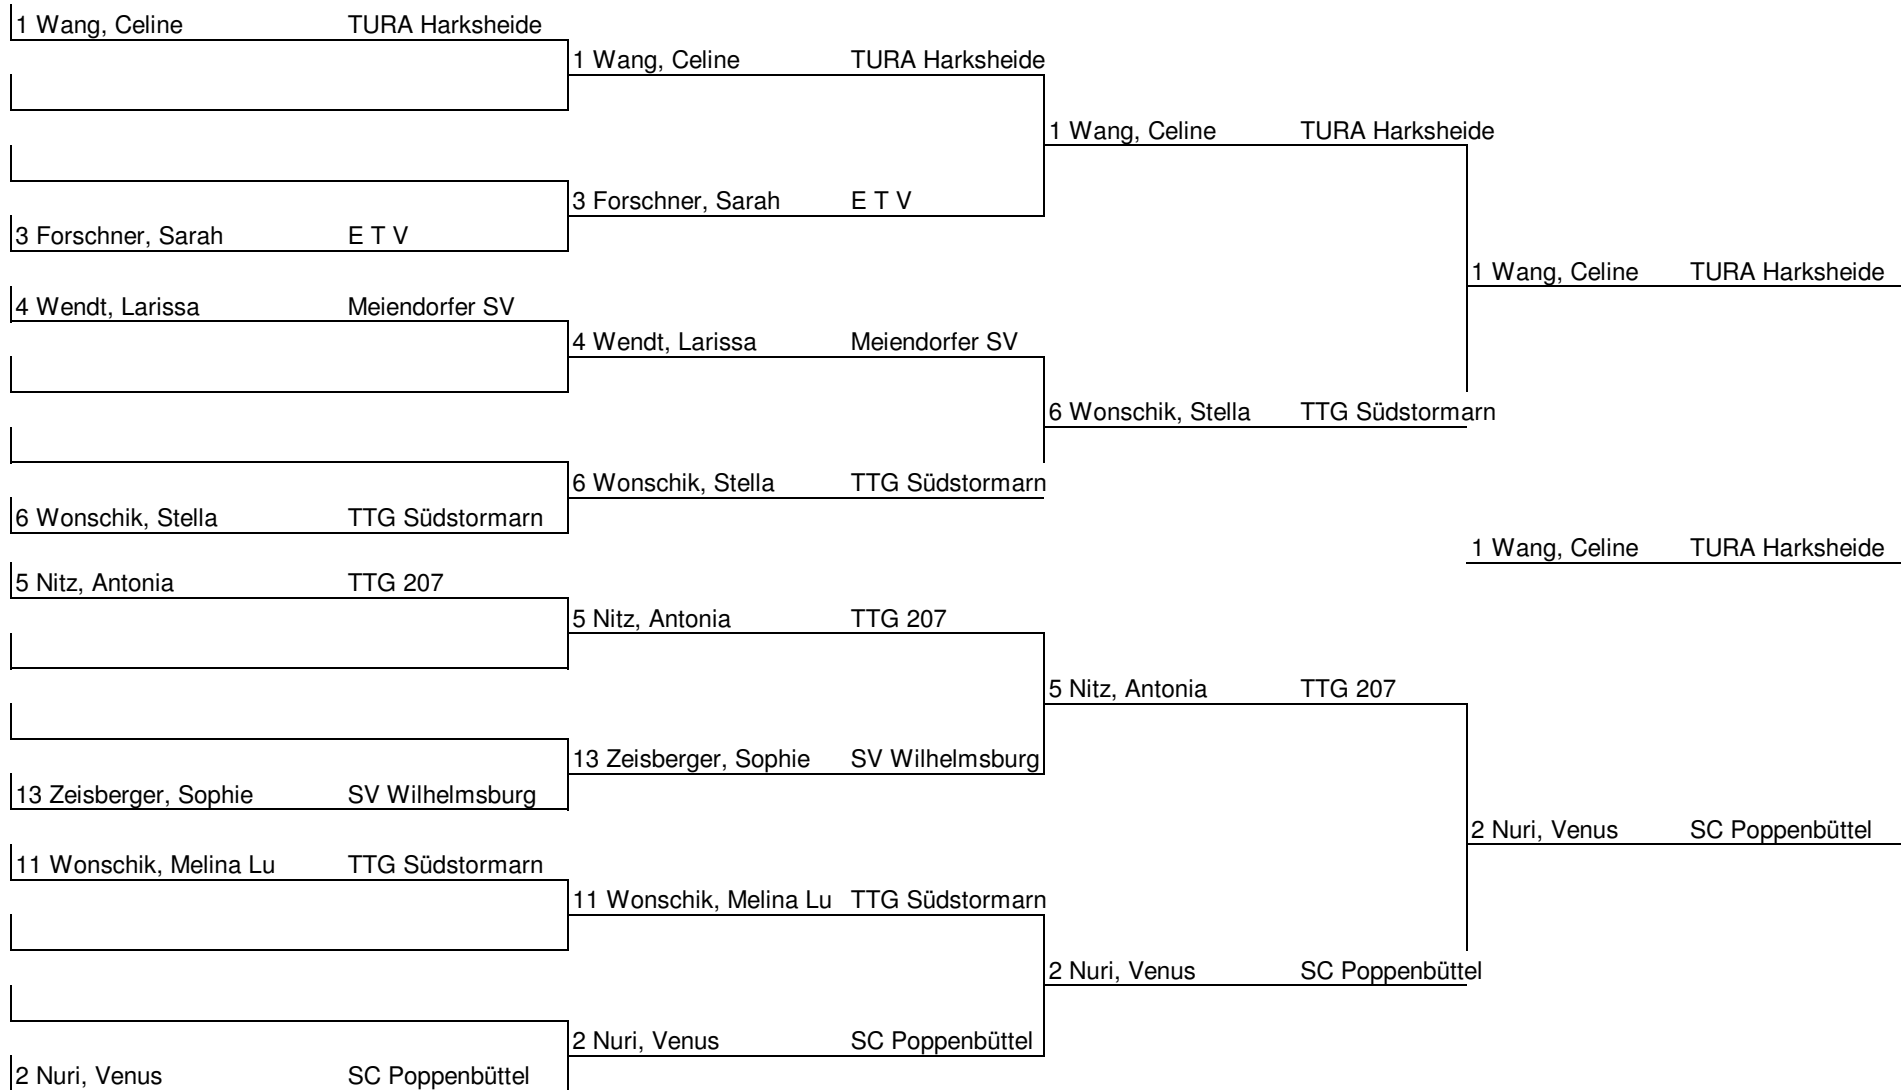 1 Wang, Celine TURA Harksheide
1 Wang, Celine TURA Harksheide
1 Wang, Celine TURA Harksheide
3 Forschner, Sarah E T V
3 Forschner, Sarah E T V
1 Wang, Celine TURA Harksheide
4 Wendt, Larissa Meiendorfer SV
4 Wendt, Larissa Meiendorfer SV
6 Wonschik, Stella TTG Südstormarn
6 Wonschik, Stella TTG Südstormarn
6 Wonschik, Stella TTG Südstormarn
1 Wang, Celine TURA Harksheide
5 Nitz, Antonia TTG 207
5 Nitz, Antonia TTG 207
5 Nitz, Antonia TTG 207
13 Zeisberger, Sophie SV Wilhelmsburg
13 Zeisberger, Sophie SV Wilhelmsburg
2 Nuri, Venus SC Poppenbüttel
11 Wonschik, Melina Lu TTG Südstormarn
11 Wonschik, Melina Lu TTG Südstormarn
2 Nuri, Venus SC Poppenbüttel
2 Nuri, Venus SC Poppenbüttel
2 Nuri, Venus SC Poppenbüttel